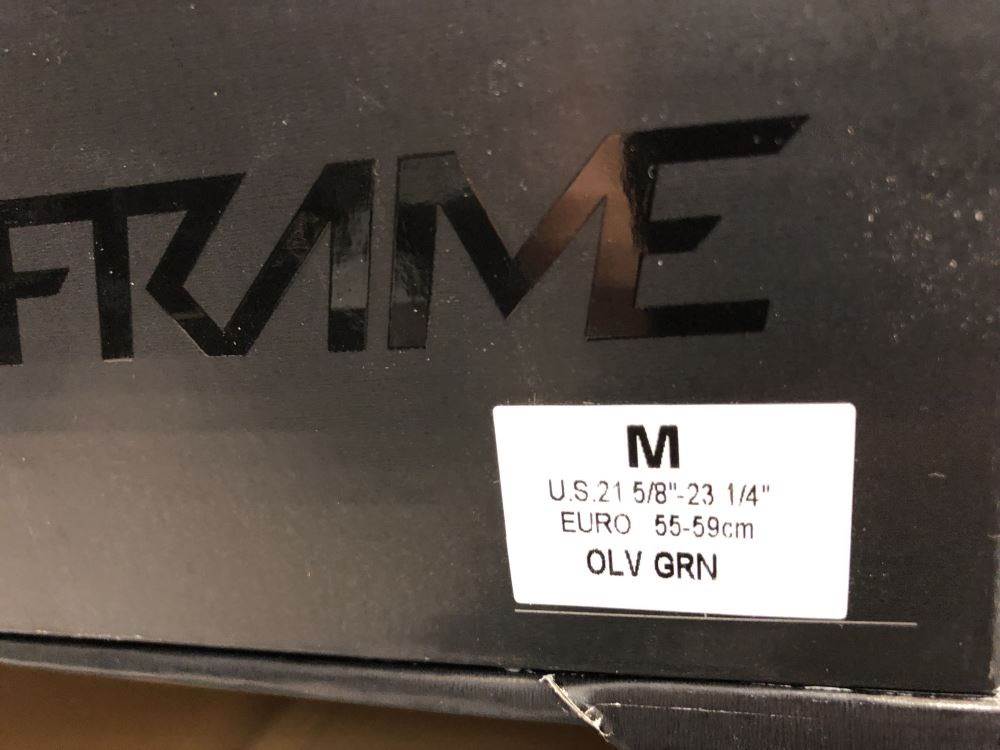 FRAME
M
U.S.21 5/8"-23 1/4"
EURO 55-59cm
OLV GRN